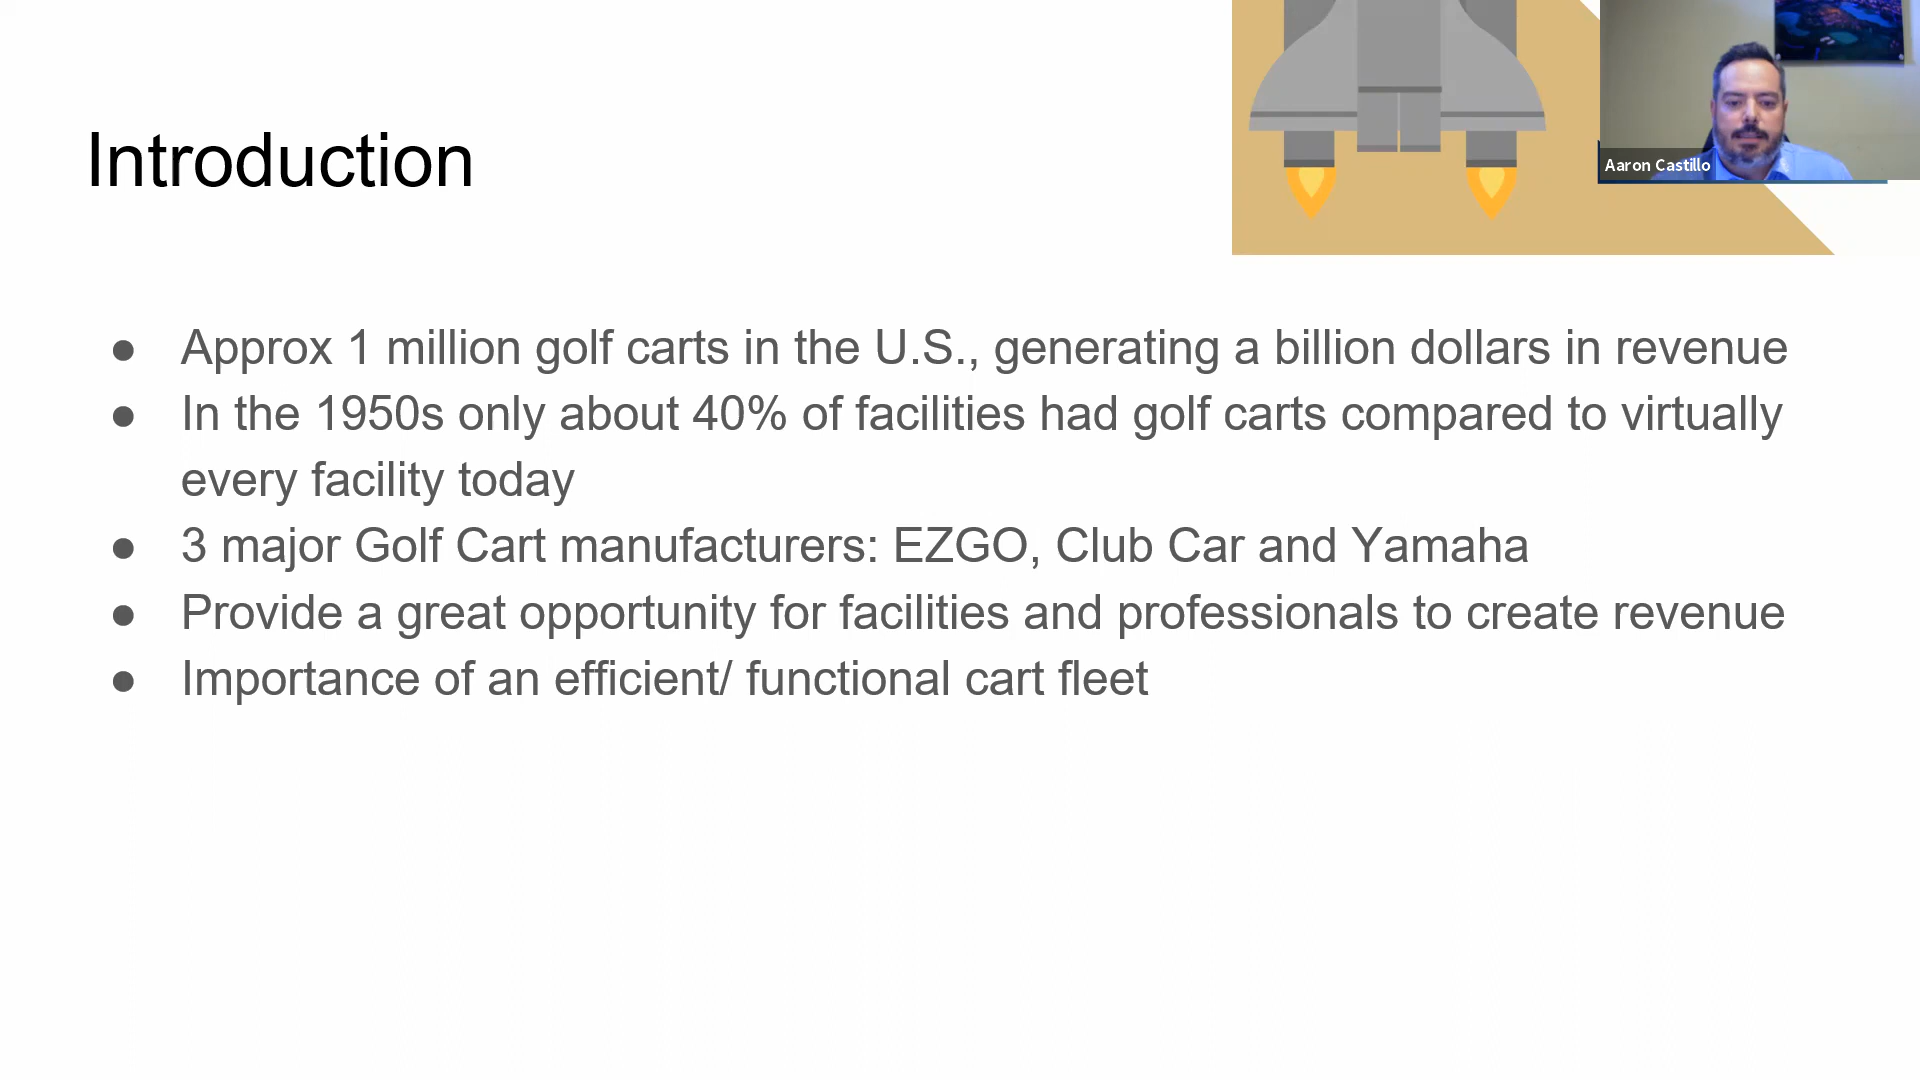 Introduction
Aaron Castillo
● Approx 1 million golf carts in the U.S., generating a billion dollars in revenue
● In the 1950s only about 40% of facilities had golf carts compared to virtually
every facility today
● 3 major Golf Cart manufacturers: EZGO, Club Car and Yamaha
● Provide a great opportunity for facilities and professionals to create revenue
● Importance of an efficient/ functional cart fleet